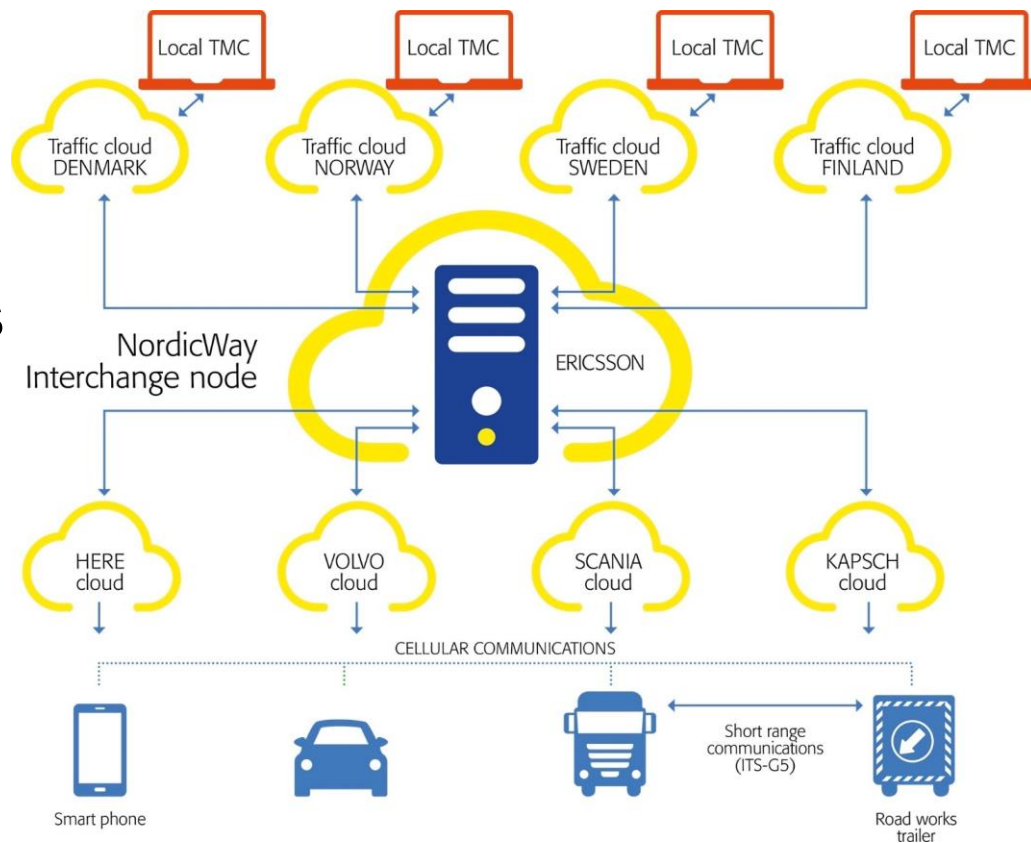 Local TMC
Local TMC
Local TMC
Local TMC
Traffic cloud
DENMARK
Traffic cloud
NORWAY
Traffic cloud
SWEDEN
Traffic cloud
FINLAND
NordicWay
Interchange node
ERICSSON
HERE
cloud
VOLVO
cloud
SCANIA
cloud
KAPSCH
cloud
CELLULAR COMMUNICATIONS
Short range
communications
(ITS-G5)
Smart phone
Road works
trailer